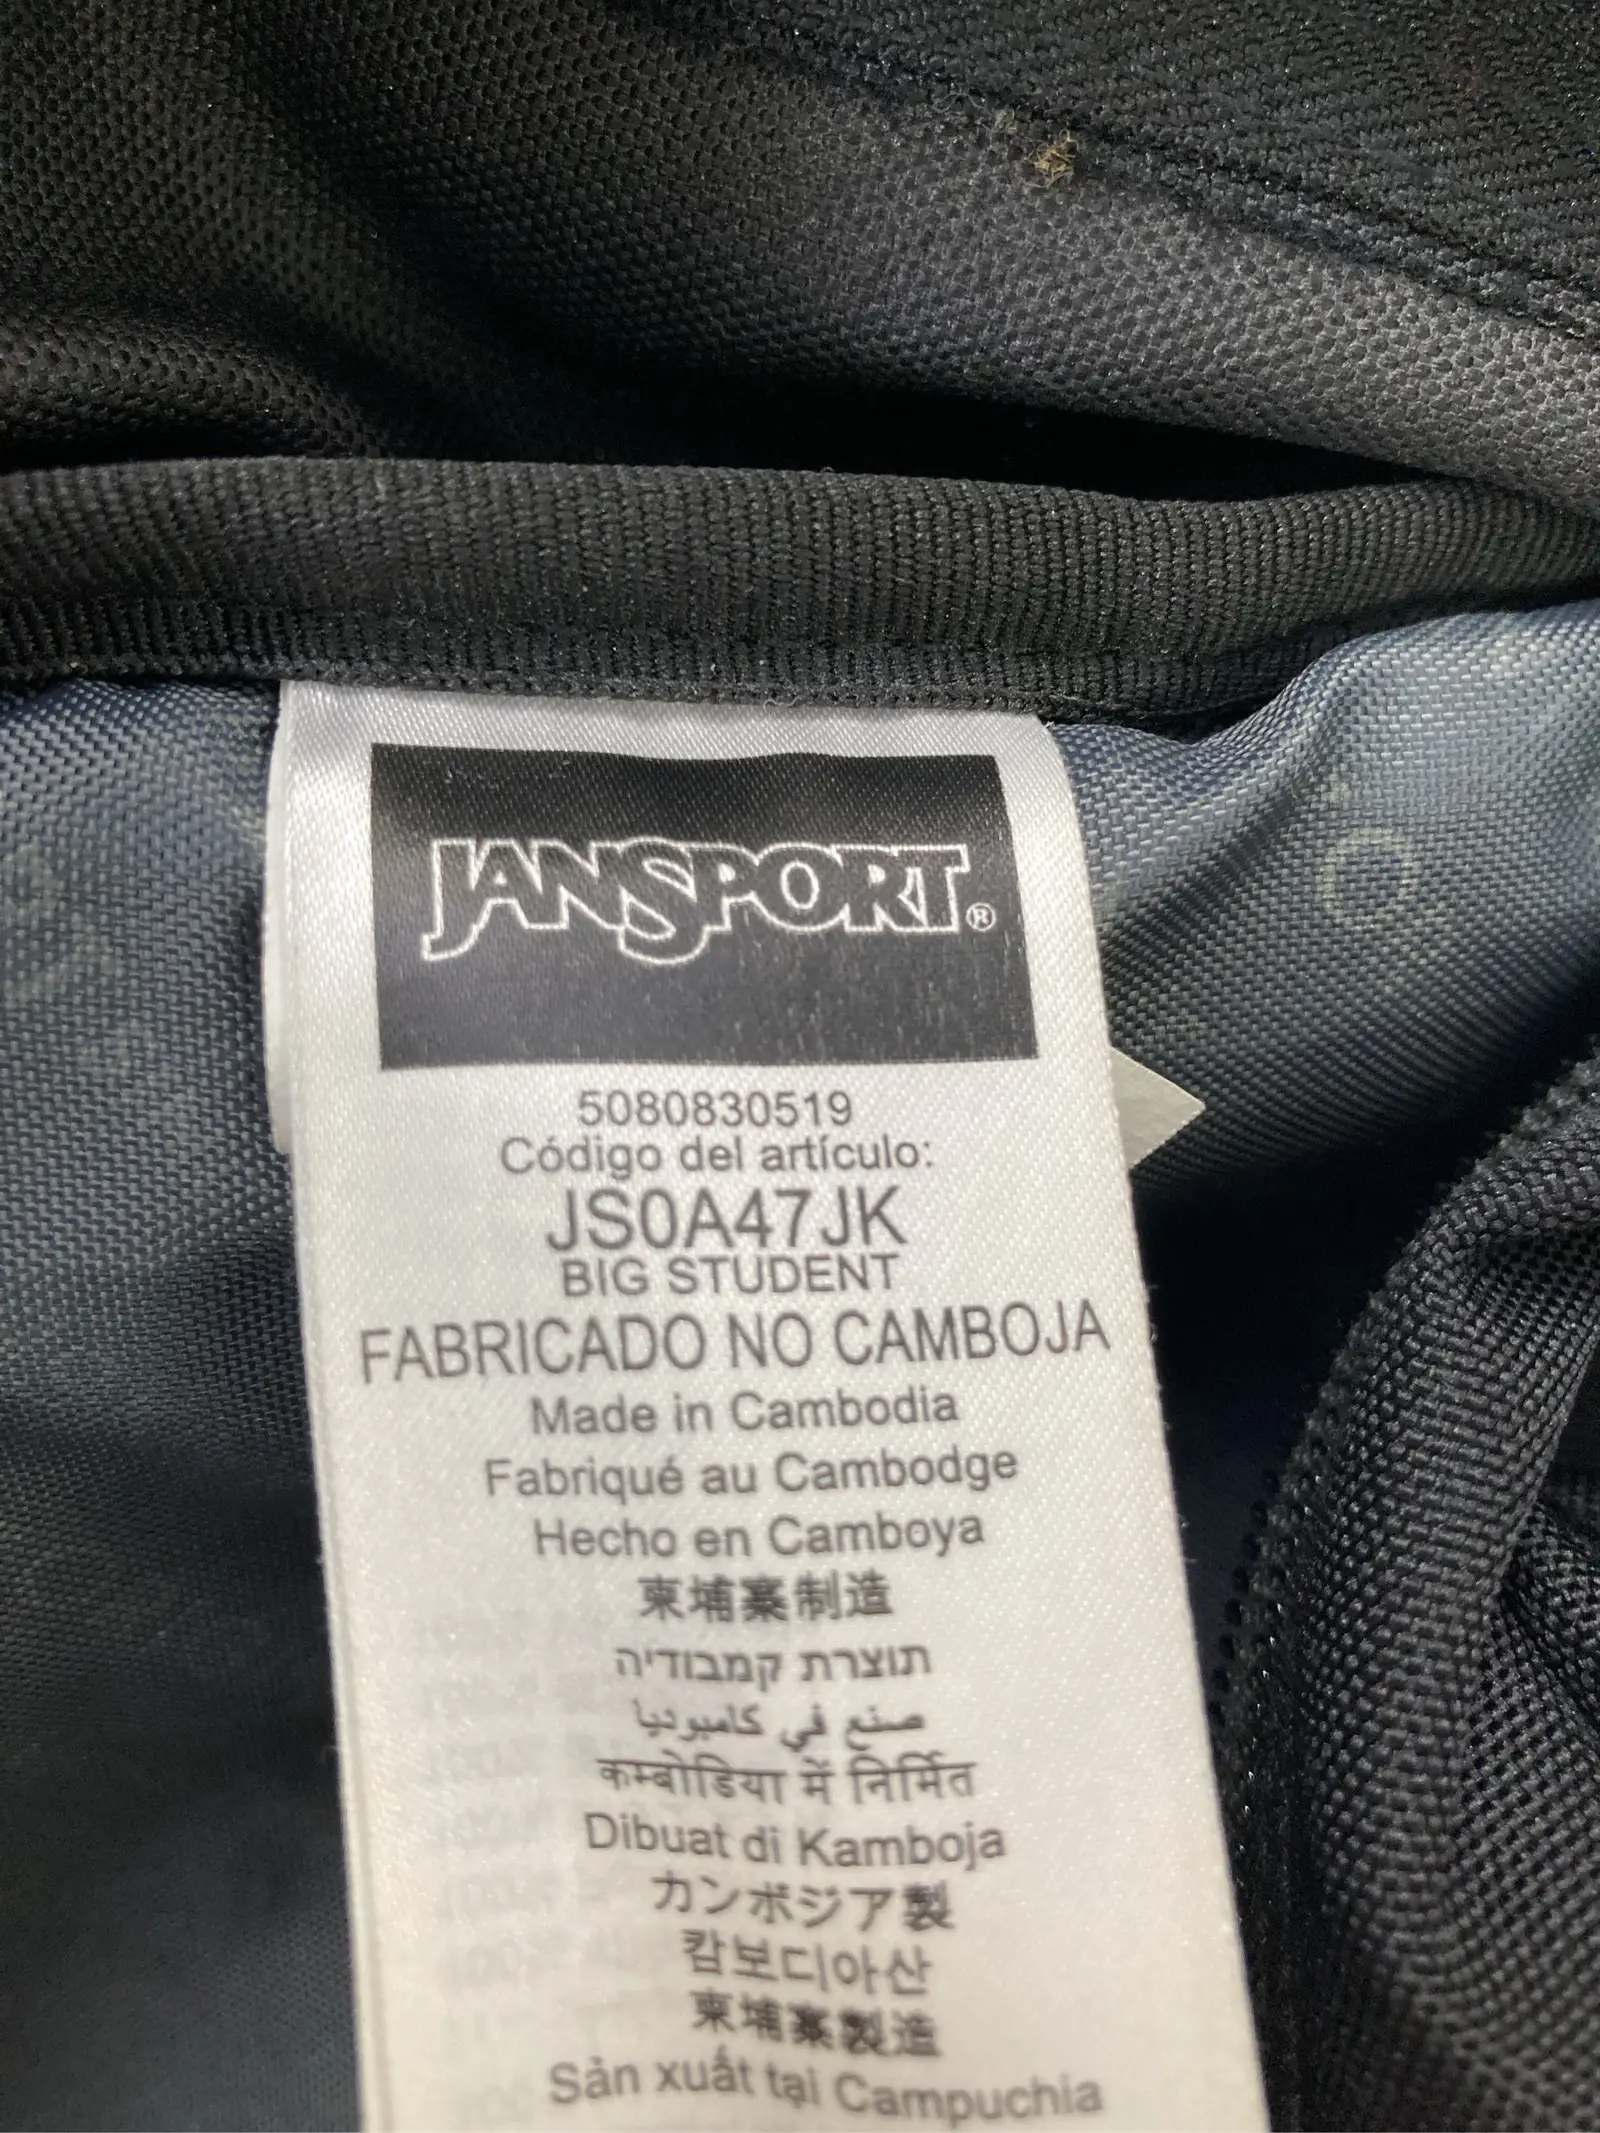 JANSPORT®
5080830519
Código del artículo:
JS0A47JK
BIG STUDENT
FABRICADO NO CAMBOJA
Made in Cambodia
Fabriqué au Cambodge
Hecho en Camboya
柬埔寨制造
תוצרת קמבודיה
صنع في كامبوديا
कम्बोडिया में निर्मित
Dibuat di Kamboja
カンボジア製
캄보디아산
柬埔寨製造
Sản xuất tại Campuchia